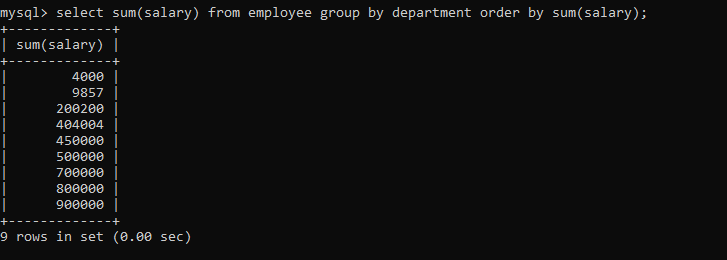 mysql> select sum(salary) from employee group by department order by sum(salary);
+-------------+
| sum(salary) |
+-------------+
|        4000 |
|        9857 |
|      200200 |
|      404004 |
|      450000 |
|      500000 |
|      700000 |
|      800000 |
|      900000 |
+-------------+
9 rows in set (0.00 sec)